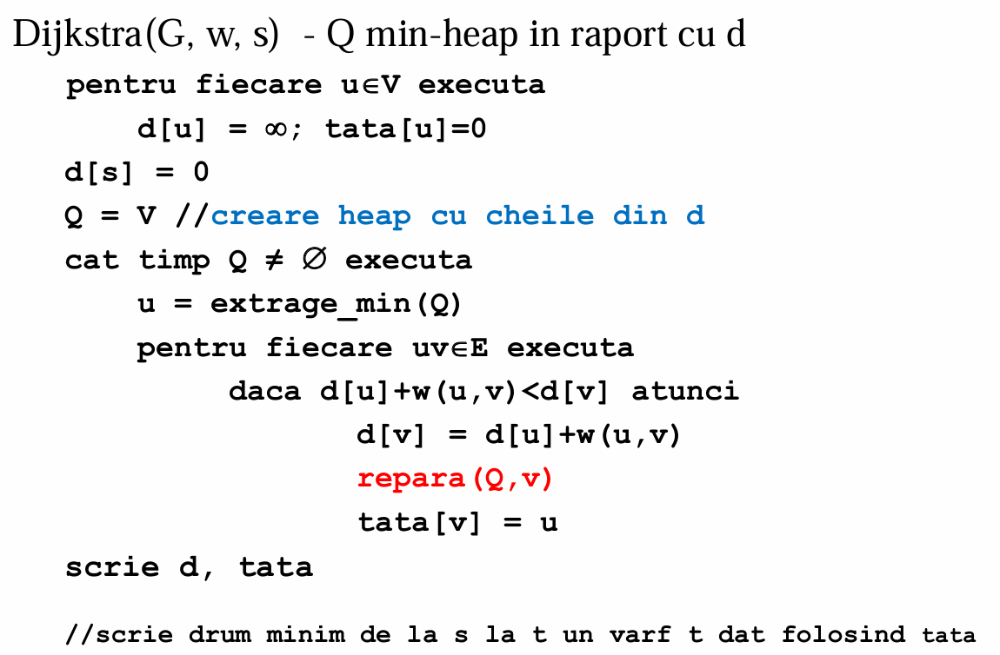 Dijkstra(G, w, s) - Q min-heap in raport cu d
pentru fiecare u∈V executa
d[u] = ∞; tata[u]=0
d[s] = 0
Q = V //creare heap cu cheile din d
cat timp Q ≠ ∅ executa
u = extrage_min(Q)
pentru fiecare uv∈E executa
daca d[u]+w(u,v)<d[v] atunci
d[v] = d[u]+w(u,v)
repara(Q,v)
tata[v] = u
scrie d, tata
//scrie drum minim de la s la t un varf t dat folosind tata